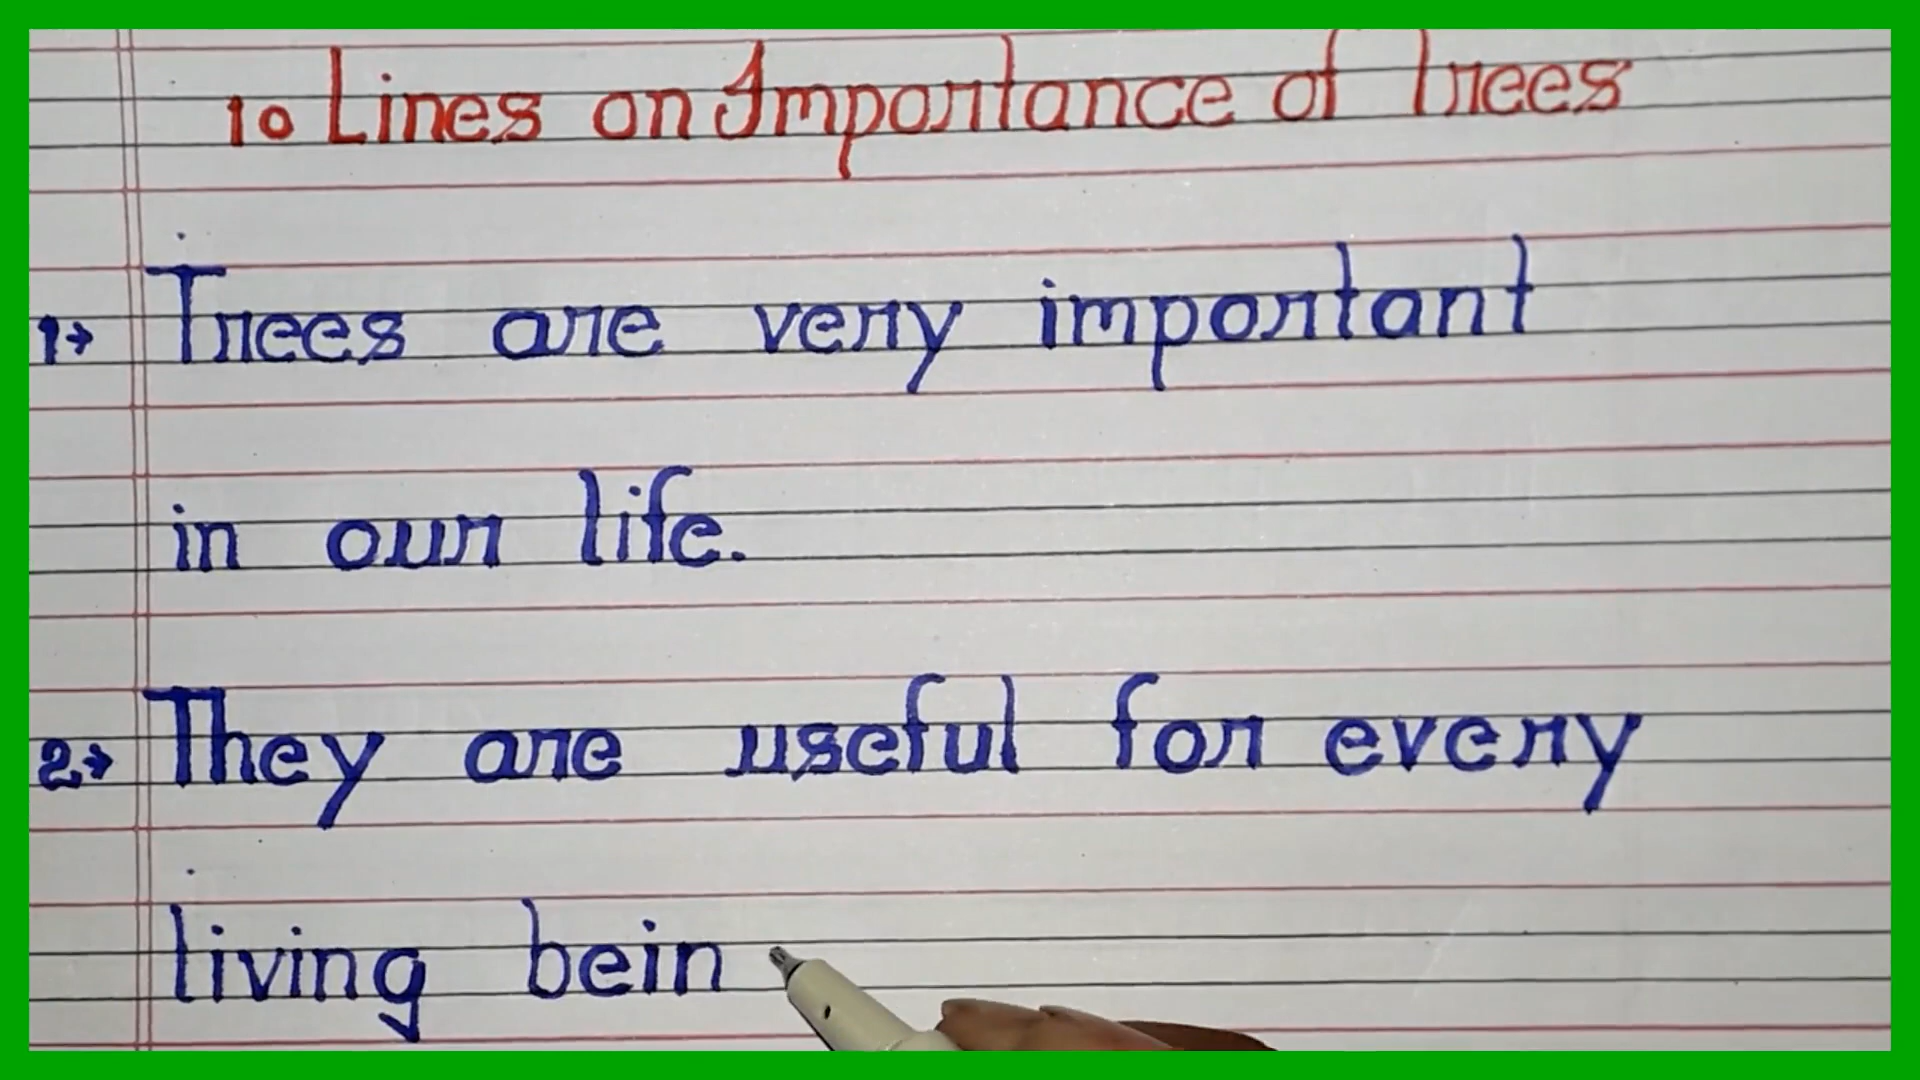 10 Lines on Importance of Trees
1→ Trees are very important
in our life.
2→ They are useful for every
living bein